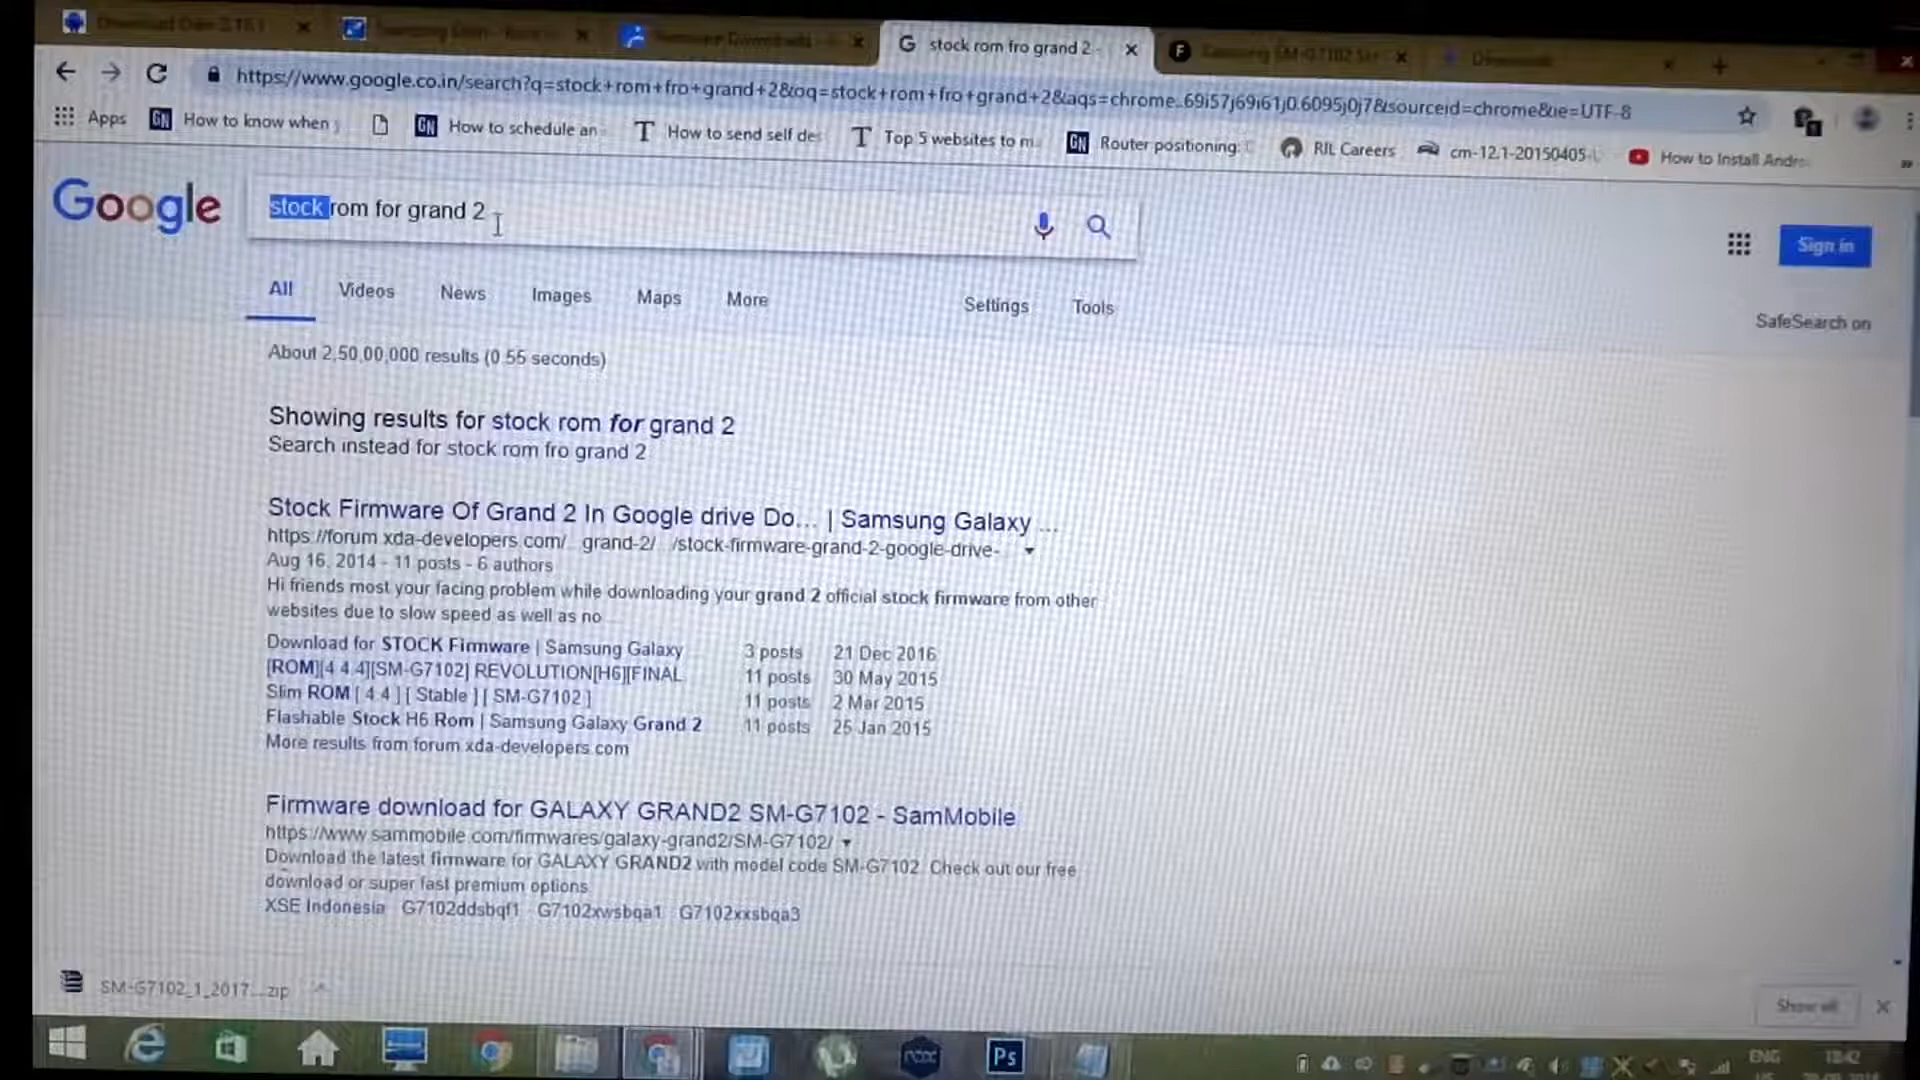 stock rom fro grand 2 -
https://www.google.co.in/search?q=stock+rom+fro+grand+2&oq=stock+rom+fro+grand+2&aqs=chrome..69i57j69i61j0.6095j0j7&sourceid=chrome&ie=UTF-8
Apps GN How to know when GN How to schedule an T How to send self des T Top 5 websites to m GN Router positioning: RIL Careers cm-12.1-20150405- How to Install Andro
Google stock rom for grand 2
Sign in
All Videos News Images Maps More Settings Tools
SafeSearch on
About 2,50,00,000 results (0.55 seconds)
Showing results for stock rom for grand 2
Search instead for stock rom fro grand 2
Stock Firmware Of Grand 2 In Google drive Do... | Samsung Galaxy ...
https://forum.xda-developers.com/...grand-2/.../stock-firmware-grand-2-google-drive-
Aug 16, 2014 - 11 posts - 6 authors
Hi friends most your facing problem while downloading your grand 2 official stock firmware from other
websites due to slow speed as well as no
Download for STOCK Firmware | Samsung Galaxy 3 posts 21 Dec 2016
[ROM][4.4.4][SM-G7102] REVOLUTION[H6][FINAL 11 posts 30 May 2015
Slim ROM [ 4.4 ] [ Stable ] [ SM-G7102 ] 11 posts 2 Mar 2015
Flashable Stock H6 Rom | Samsung Galaxy Grand 2 11 posts 25 Jan 2015
More results from forum.xda-developers.com
Firmware download for GALAXY GRAND2 SM-G7102 - SamMobile
https://www.sammobile.com/firmwares/galaxy-grand2/SM-G7102/
Download the latest firmware for GALAXY GRAND2 with model code SM-G7102. Check out our free
download or super fast premium options
XSE Indonesia G7102ddsbqf1 G7102xwsbqa1 G7102xxsbqa3
SM-G7102_1_2017....zip
Show all
Ps
ENG 18:42